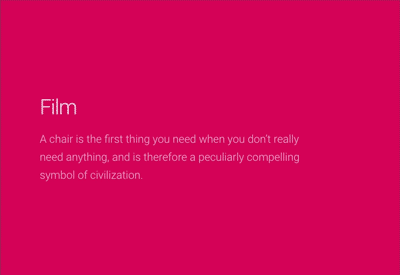 Film
A chair is the first thing you need when you don't really
need anything, and is therefore a peculiarly compelling
symbol of civilization.